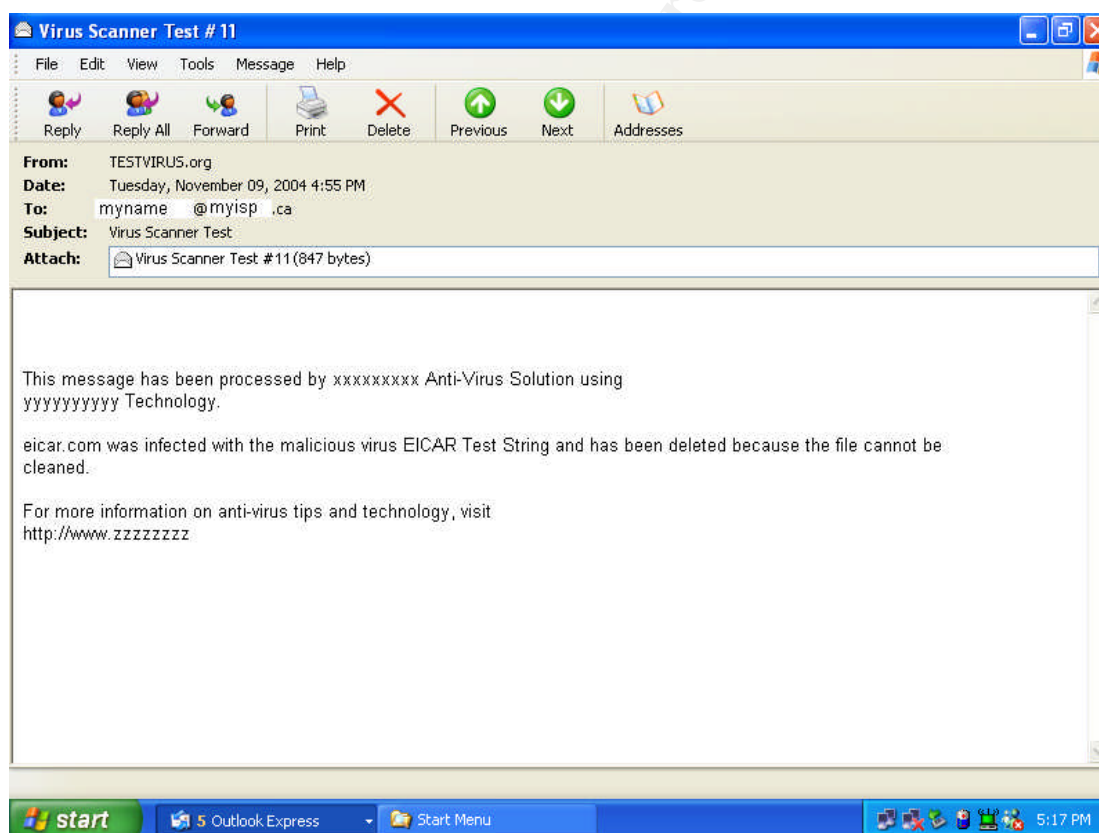 Virus Scanner Test # 11
File Edit View Tools Message Help
Reply Reply All Forward Print Delete Previous Next Addresses
From: TESTVIRUS.org
Date: Tuesday, November 09, 2004 4:55 PM
To: myname @myisp .ca
Subject: Virus Scanner Test
Attach: Virus Scanner Test #11 (847 bytes)
This message has been processed by xxxxxxxxx Anti-Virus Solution using
yyyyyyyyyy Technology.
eicar.com was infected with the malicious virus EICAR Test String and has been deleted because the file cannot be
cleaned.
For more information on anti-virus tips and technology, visit
http://www.zzzzzzzz
start 5 Outlook Express Start Menu 5:17 PM